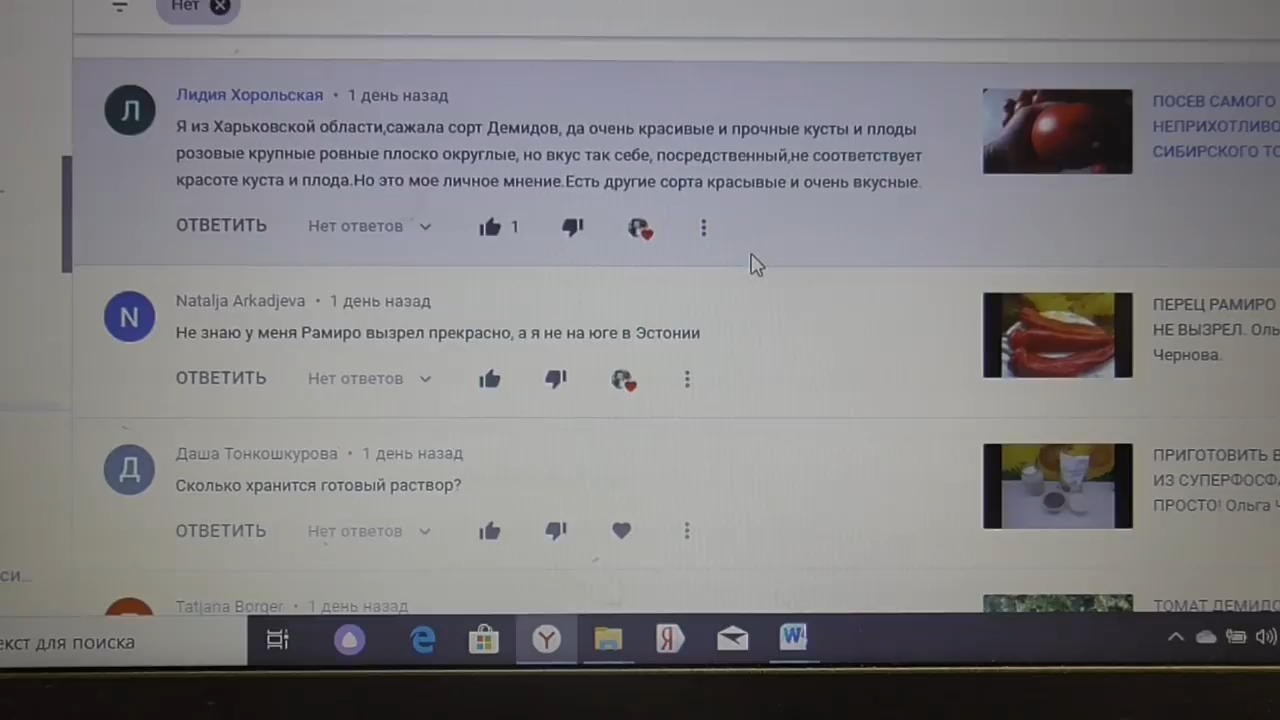 Нет
Л
Лидия Хорольская • 1 день назад
Я из Харьковской области,сажала сорт Демидов, да очень красивые и прочные кусты и плоды
розовые крупные ровные плоско округлые, но вкус так себе, посредственный,не соответствует
красоте куста и плода.Но это мое личное мнение.Есть другие сорта красывые и очень вкусные.
ОТВЕТИТЬ Нет ответов 1
ПОСЕВ САМОГО
НЕПРИХОТЛИВО
СИБИРСКОГО ТО
N
Natalja Arkadjeva • 1 день назад
Не знаю у меня Рамиро вызрел прекрасно, а я не на юге в Эстонии
ОТВЕТИТЬ Нет ответов
ПЕРЕЦ РАМИРО
НЕ ВЫЗРЕЛ. Оль
Чернова.
Д
Даша Тонкошкурова • 1 день назад
Сколько хранится готовый раствор?
ОТВЕТИТЬ Нет ответов
ПРИГОТОВИТЬ В
ИЗ СУПЕРФОСФА
ПРОСТО! Ольга Ч
си...
Tatjana Borger • 1 день назад
ТОМАТ ДЕМИДО
екст для поиска
Y
Я
W